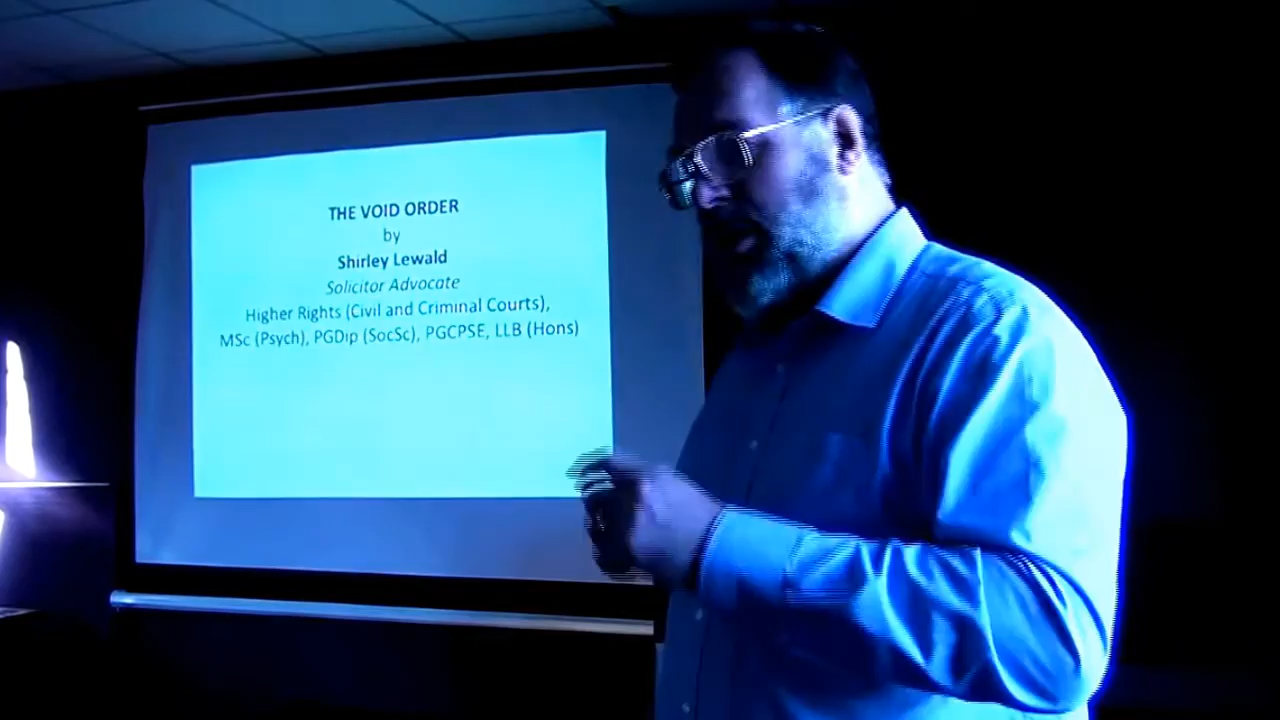 THE VOID ORDER
by
Shirley Lewald
Solicitor Advocate
Higher Rights (Civil and Criminal Courts),
MSc (Psych), PGDip (SocSc), PGCPSE, LLB (Hons)